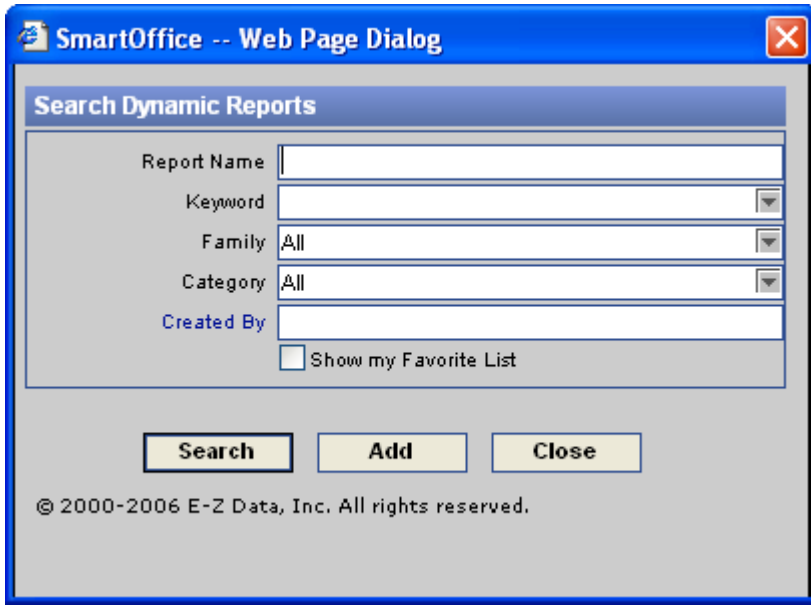 SmartOffice -- Web Page Dialog
Search Dynamic Reports
Report Name
Keyword
Family All
Category All
Created By
Show my Favorite List
Search Add Close
© 2000-2006 E-Z Data, Inc. All rights reserved.